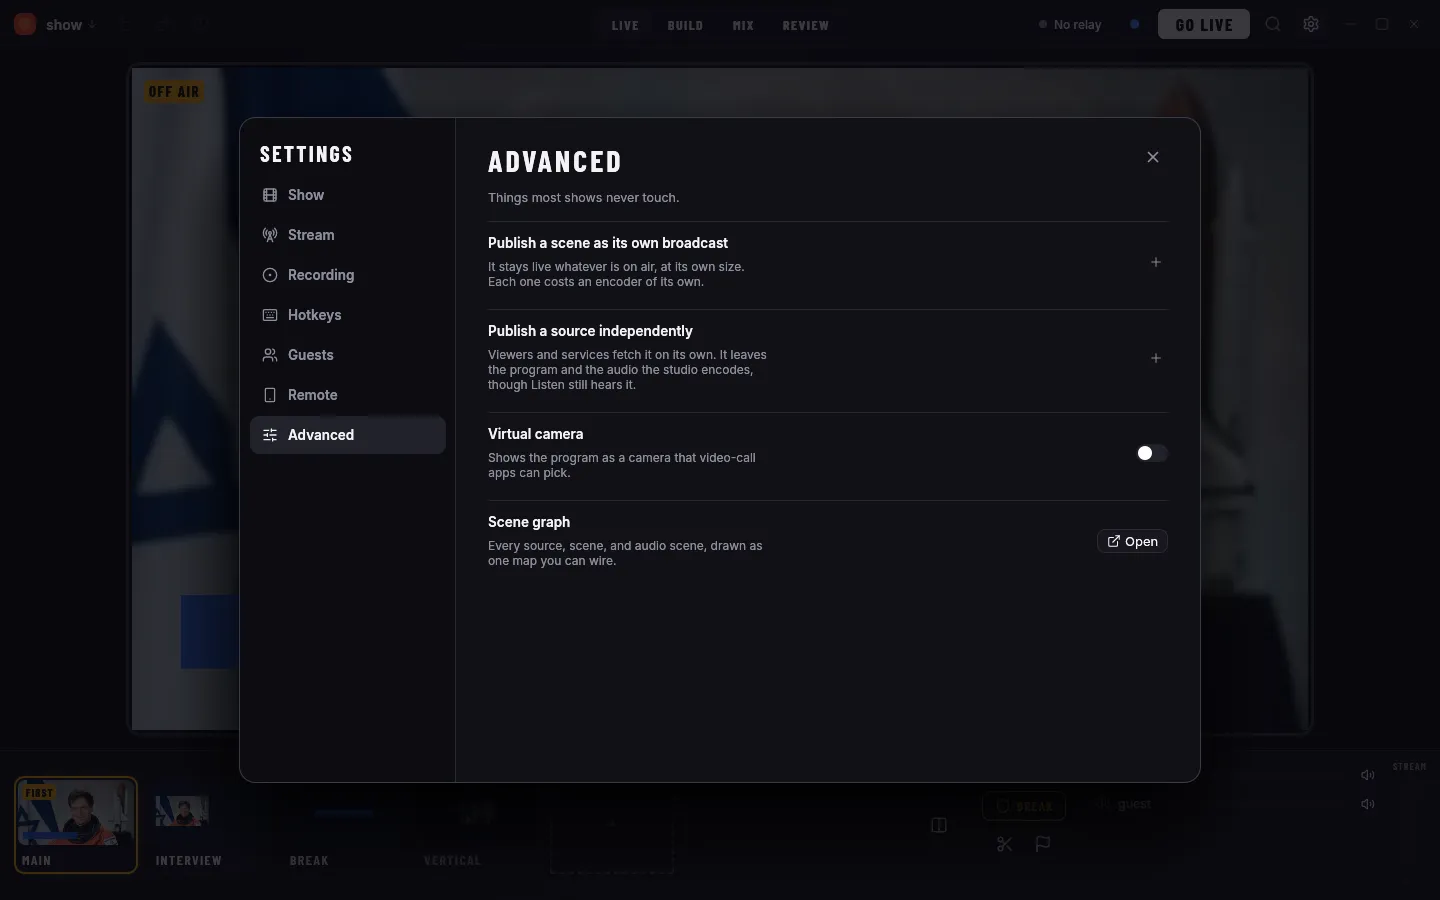 show
LIVE
BUILD
MIX
REVIEW
No relay
GO LIVE
OFF AIR
SETTINGS
Show
Stream
Recording
Hotkeys
Guests
Remote
Advanced
ADVANCED
Things most shows never touch.
Publish a scene as its own broadcast
It stays live whatever is on air, at its own size.
Each one costs an encoder of its own.
Publish a source independently
Viewers and services fetch it on its own. It leaves
the program and the audio the studio encodes,
though Listen still hears it.
Virtual camera
Shows the program as a camera that video-call
apps can pick.
Scene graph
Every source, scene, and audio scene, drawn as
one map you can wire.
Open
STREAM
FIRST
MAIN
INTERVIEW
BREAK
VERTICAL
BREAK
guest